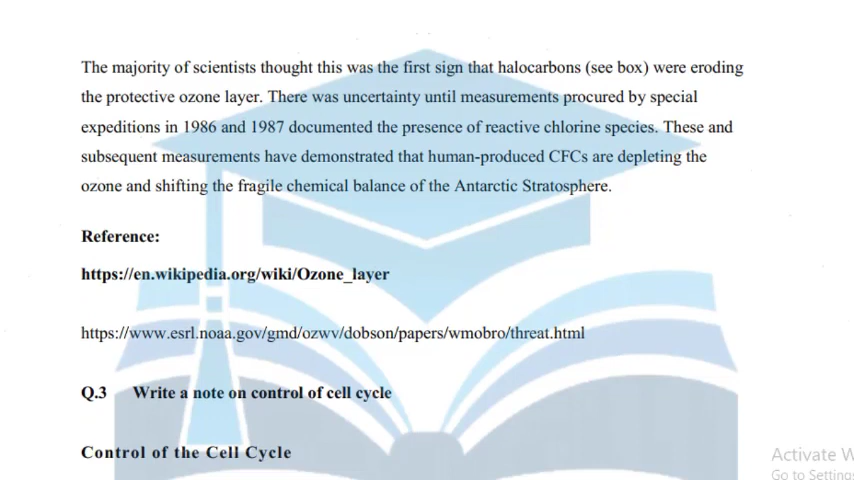 The majority of scientists thought this was the first sign that halocarbons (see box) were eroding
the protective ozone layer. There was uncertainty until measurements procured by special
expeditions in 1986 and 1987 documented the presence of reactive chlorine species. These and
subsequent measurements have demonstrated that human-produced CFCs are depleting the
ozone and shifting the fragile chemical balance of the Antarctic Stratosphere.
Reference:
https://en.wikipedia.org/wiki/Ozone_layer
https://www.esrl.noaa.gov/gmd/ozwv/dobson/papers/wmobro/threat.html
Q.3 Write a note on control of cell cycle
Control of the Cell Cycle
Activate W
Go to Settings